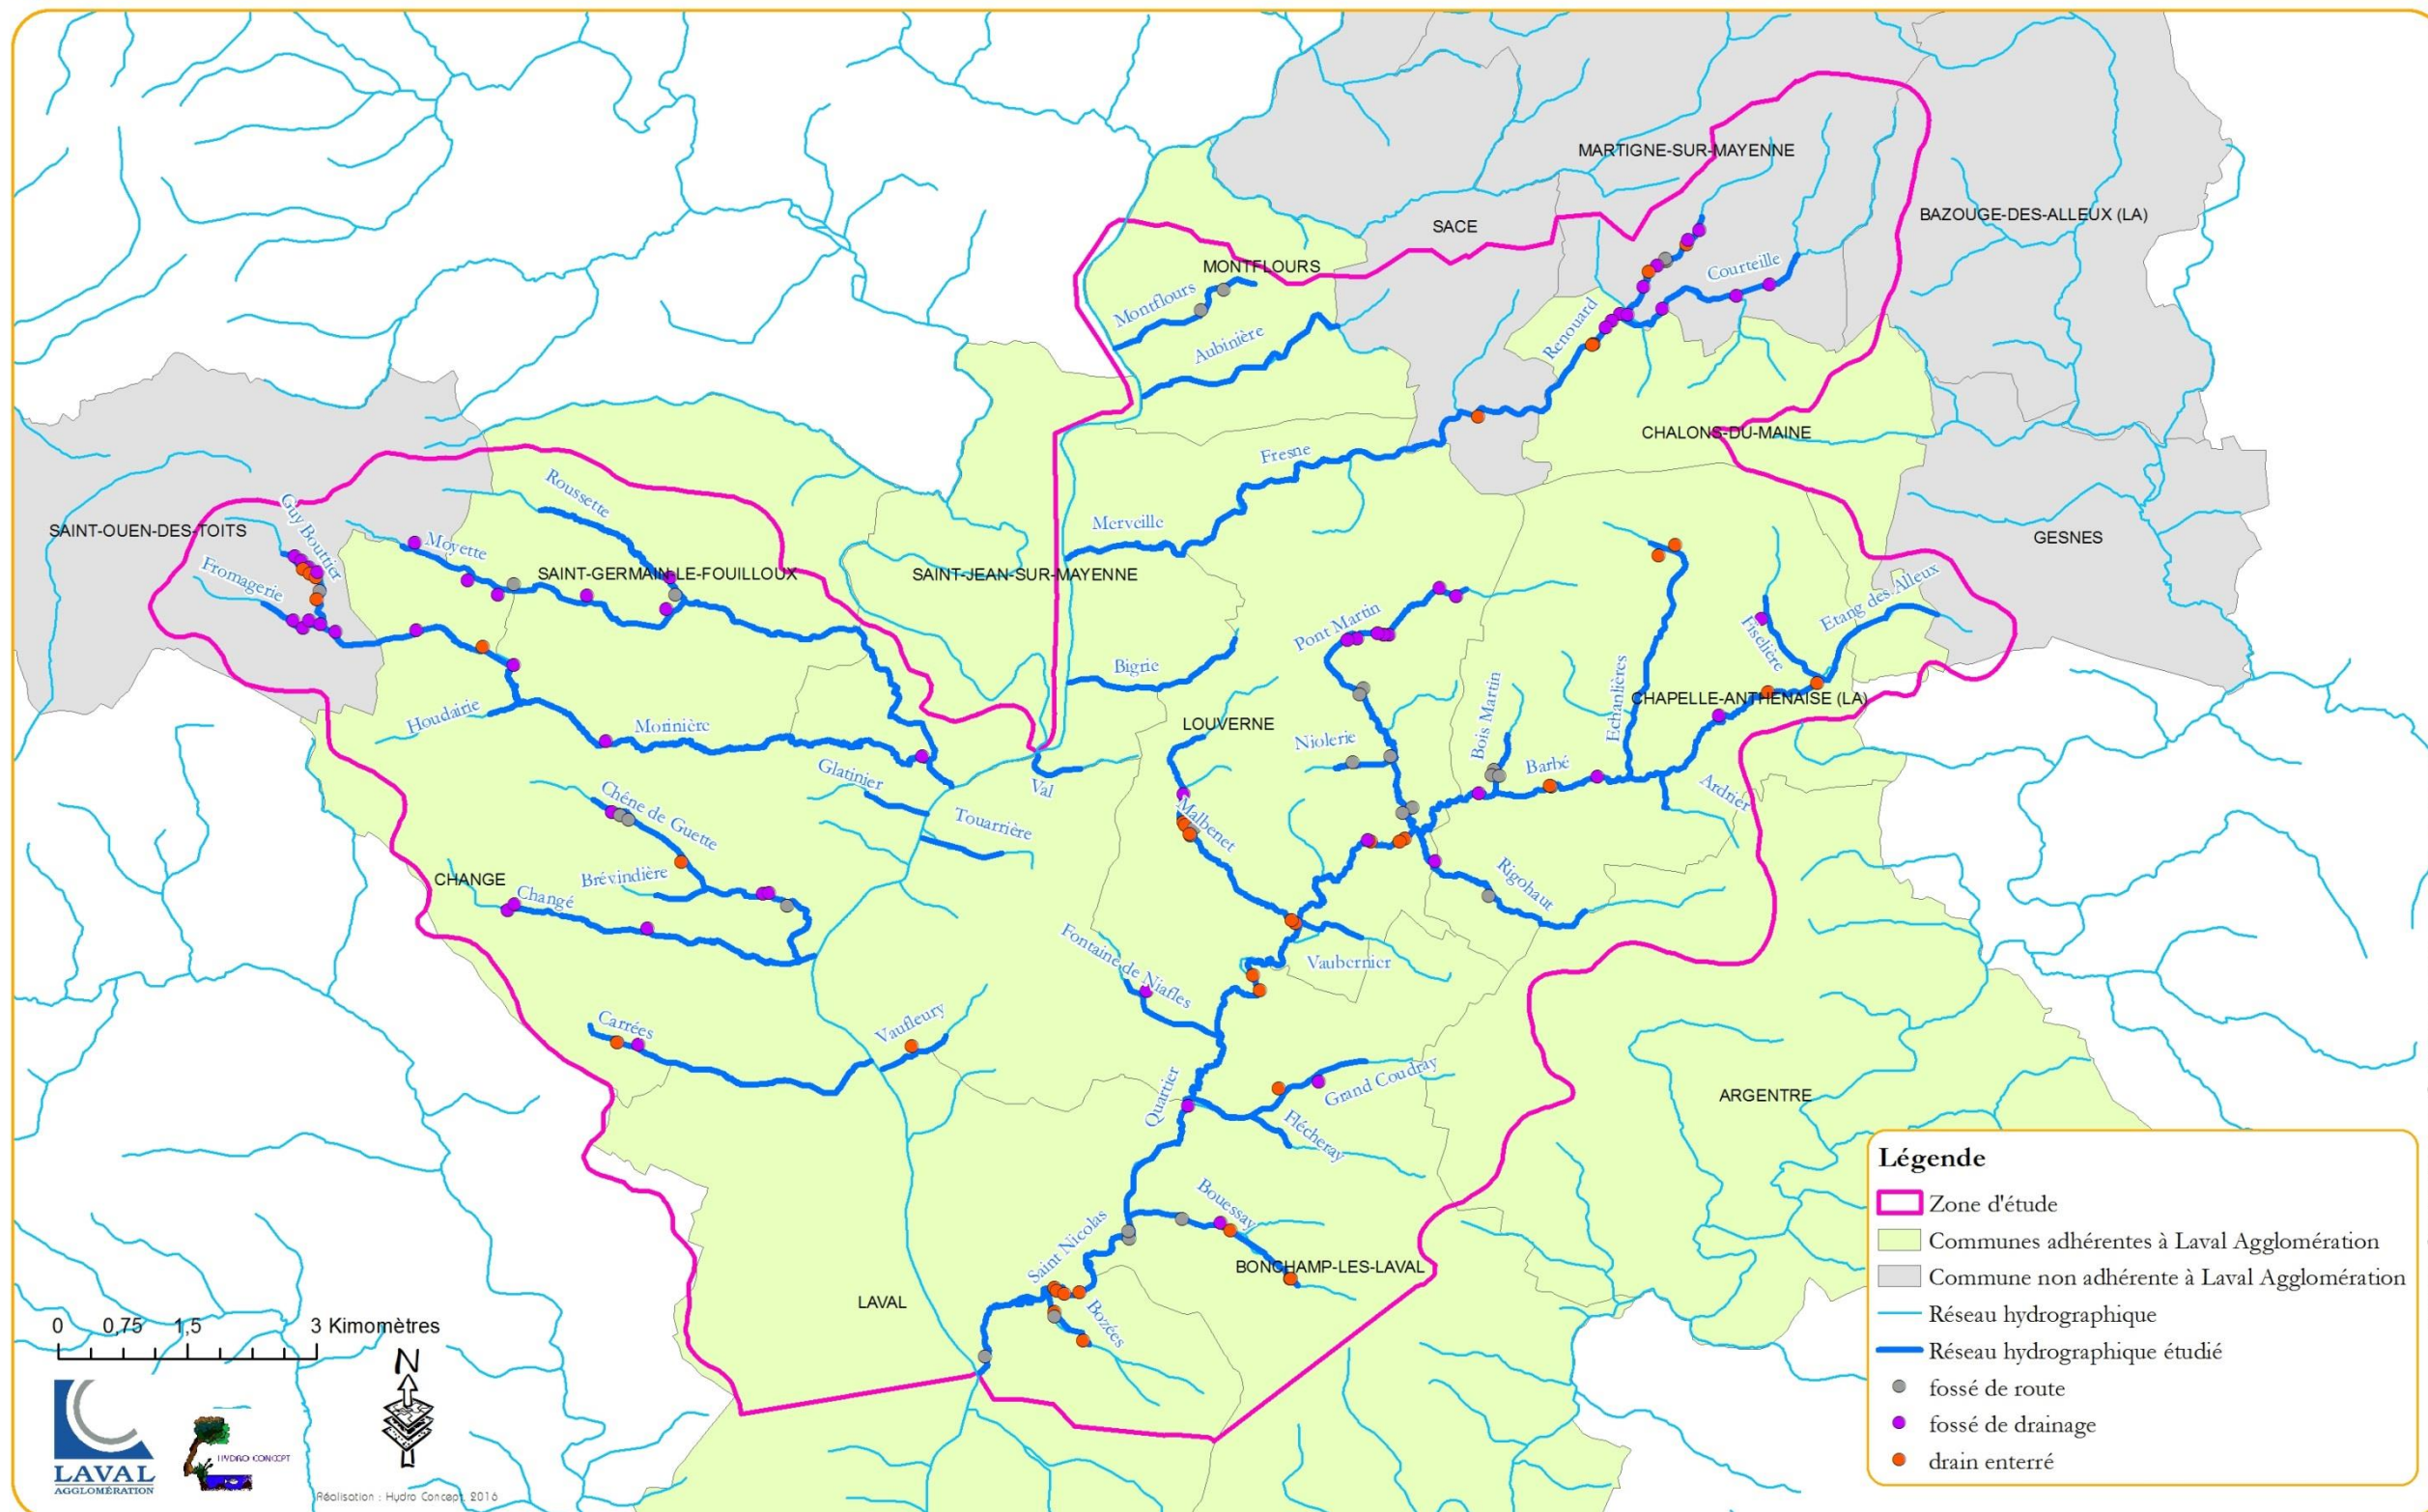 MARTIGNE-SUR-MAYENNE
BAZOUGE-DES-ALLEUX (LA)
SACE
MONTFLOURS
Courteille
Montflours
Renouard
Aubinière
CHALONS-DU-MAINE
Fresne
Roussette
Guy Boutrier
Merveille
SAINT-OUEN-DES-TOITS
GESNES
Moyette
Fromagerie
SAINT-GERMAIN-LE-FOUILLOUX
SAINT-JEAN-SUR-MAYENNE
Etang des Alleux
Pont Martin
Fiselière
Bigrie
Echanlières
CHAPELLE-ANTHENAISE (LA)
Houdairie
Morinière
LOUVERNE
Niolerie
Bois Martin
Barbé
Glatinier
Val
Ardrier
Chêne de Guette
Touarrière
Malbenet
Brévindière
CHANGE
Changé
Rigohaut
Fontaine de Niafles
Vaubernier
Carrées
Vaufleury
Quartier
Grand Coudray
Flécheray
ARGENTRE
Bouessay
Saint Nicolas
BONCHAMP-LES-LAVAL
LAVAL
Bozées
Légende
Zone d'étude
Communes adhérentes à Laval Agglomération
Commune non adhérente à Laval Agglomération
Réseau hydrographique
Réseau hydrographique étudié
fossé de route
fossé de drainage
drain enterré
0 0,75 1,5 3 Kimomètres
N
LAVAL
AGGLOMÉRATION
HYDRO CONCEPT
Réalisation : Hydro Concept 2016